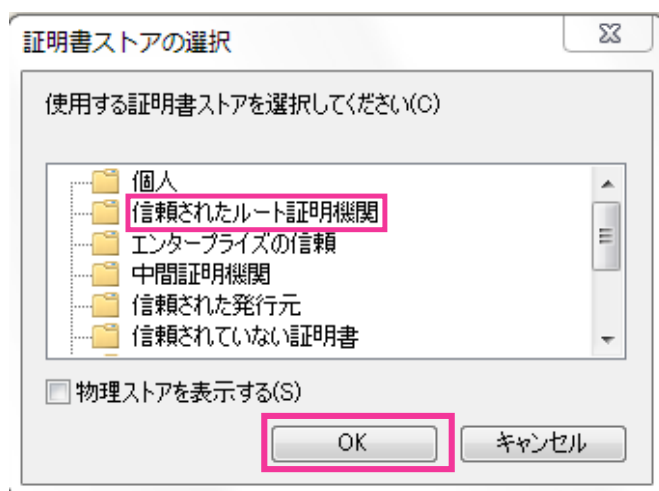 証明書ストアの選択
使用する証明書ストアを選択してください(C)
個人
信頼されたルート証明機関
エンタープライズの信頼
中間証明機関
信頼された発行元
信頼されていない証明書
物理ストアを表示する(S)
OK
キャンセル